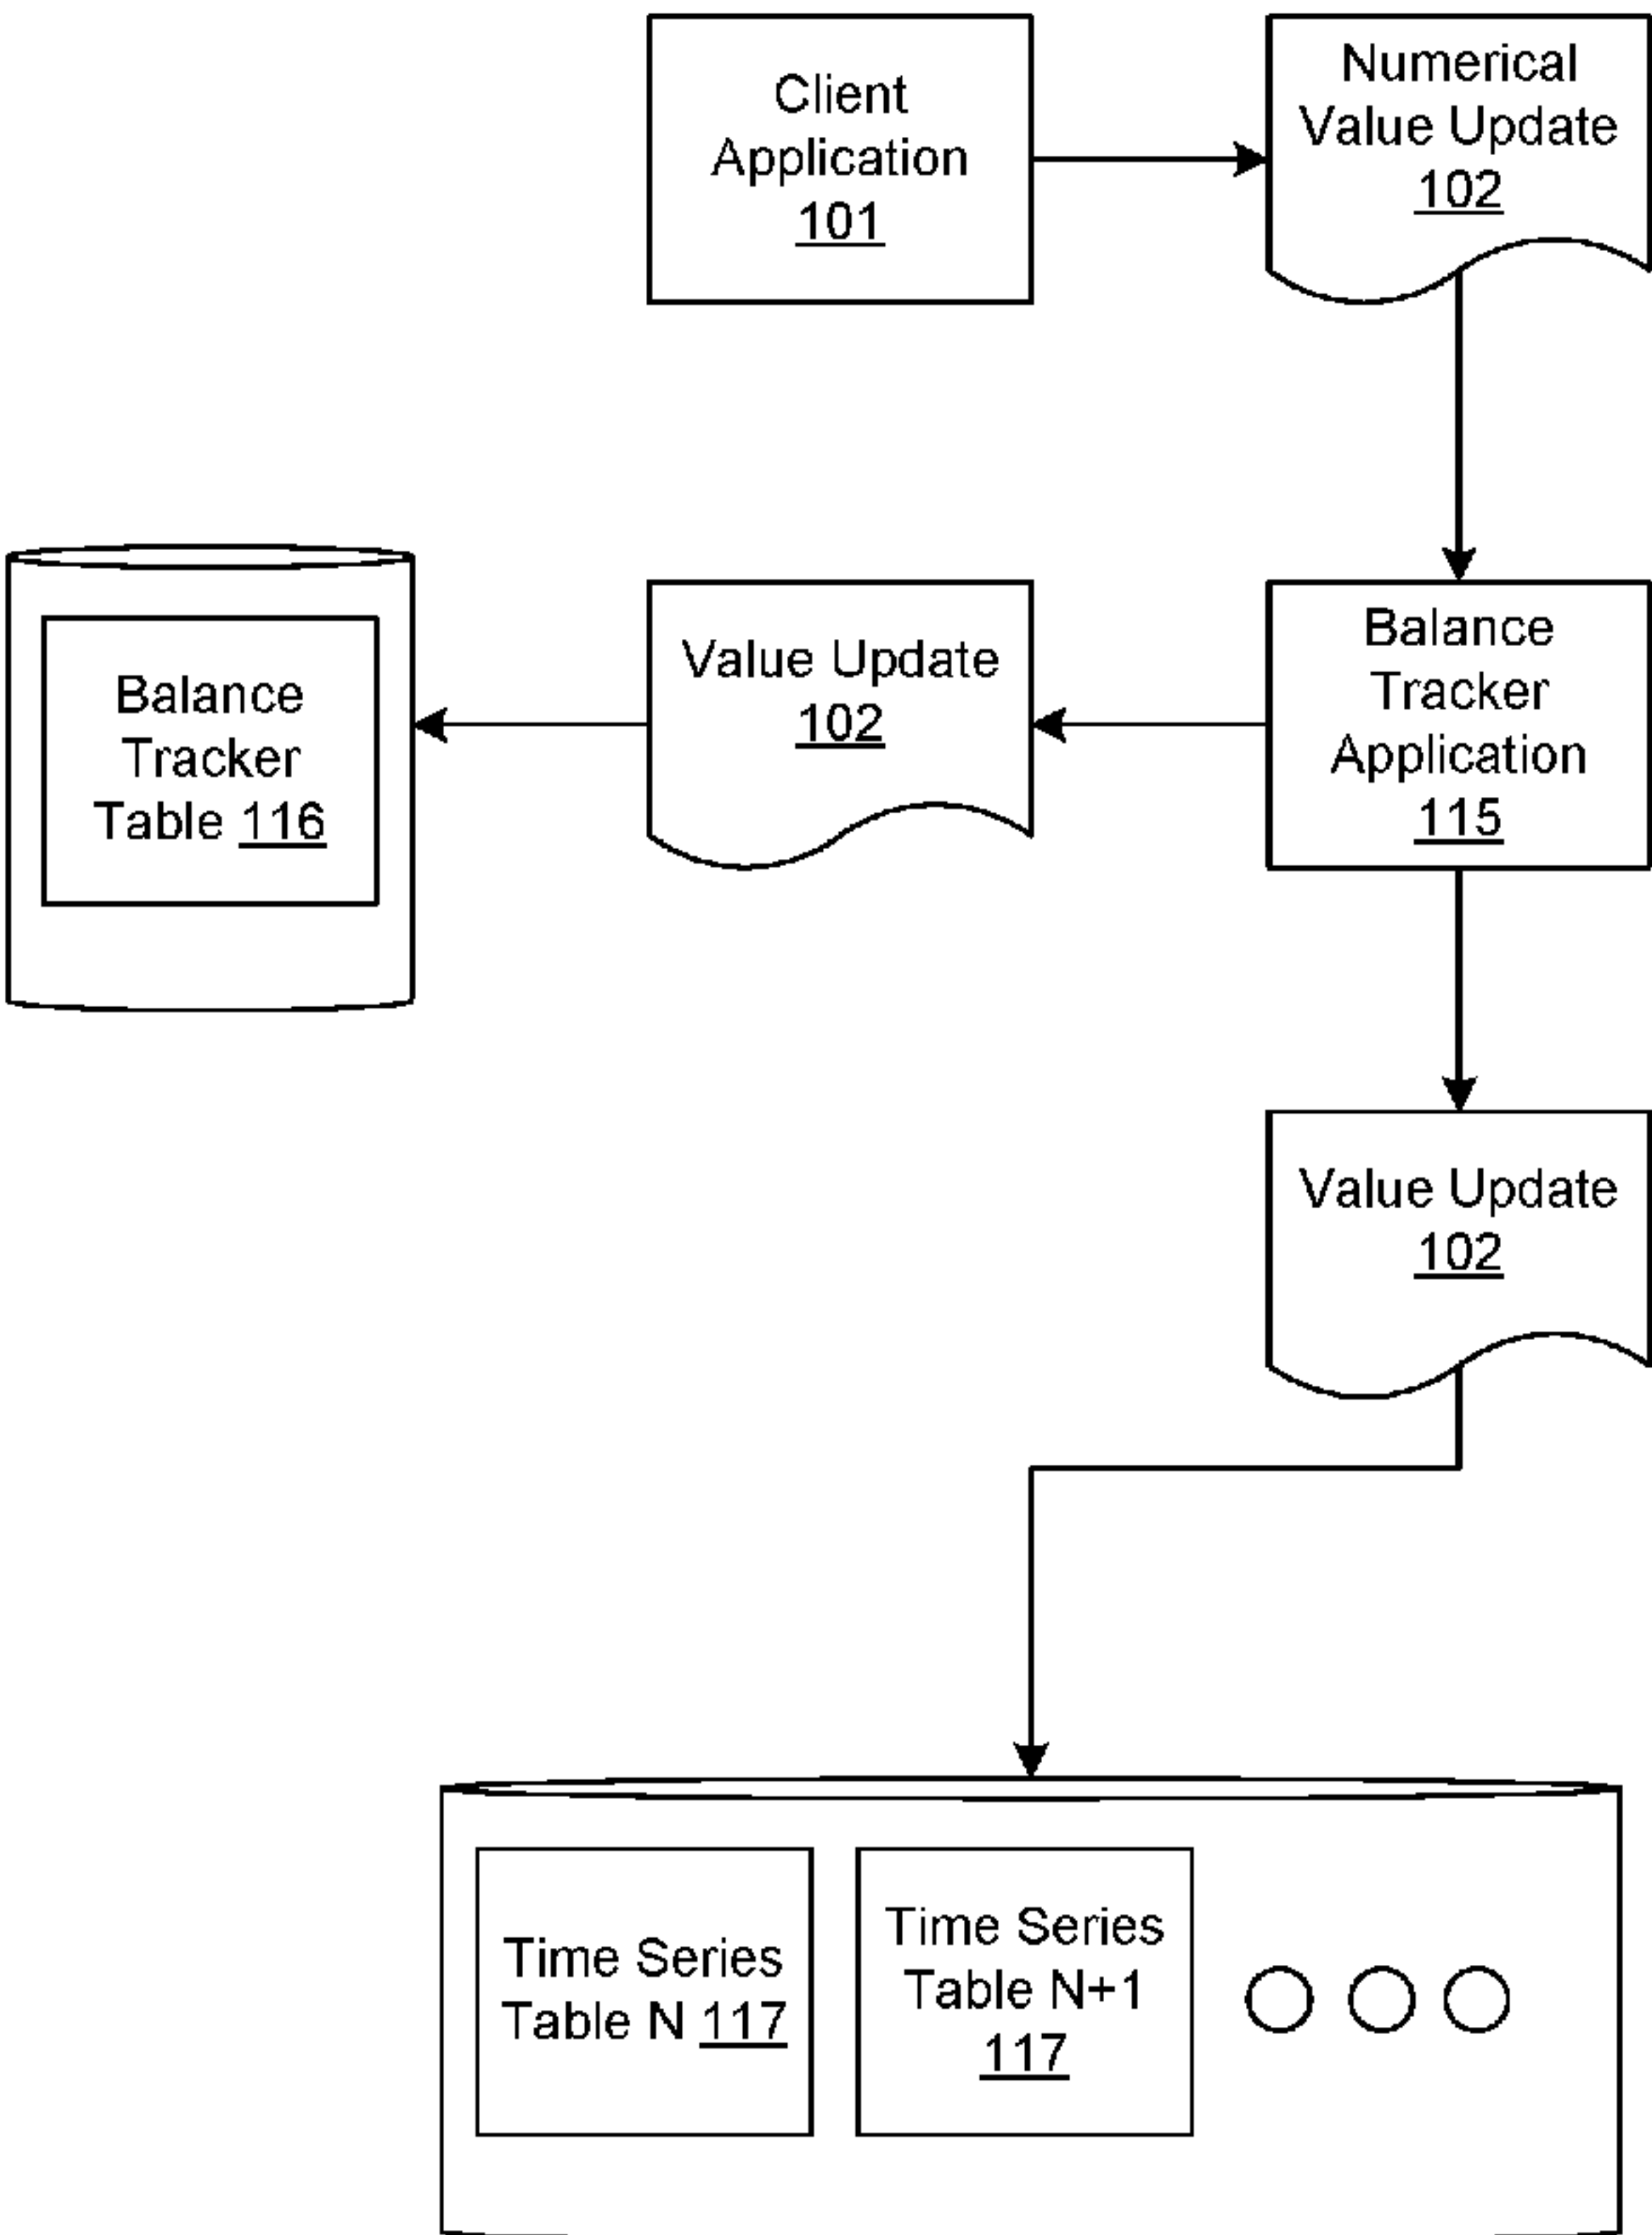 Client
Application
101
Numerical
Value Update
102
Balance
Tracker
Table 116
Value Update
102
Balance
Tracker
Application
115
Value Update
102
Time Series
Table N 117
Time Series
Table N+1
117